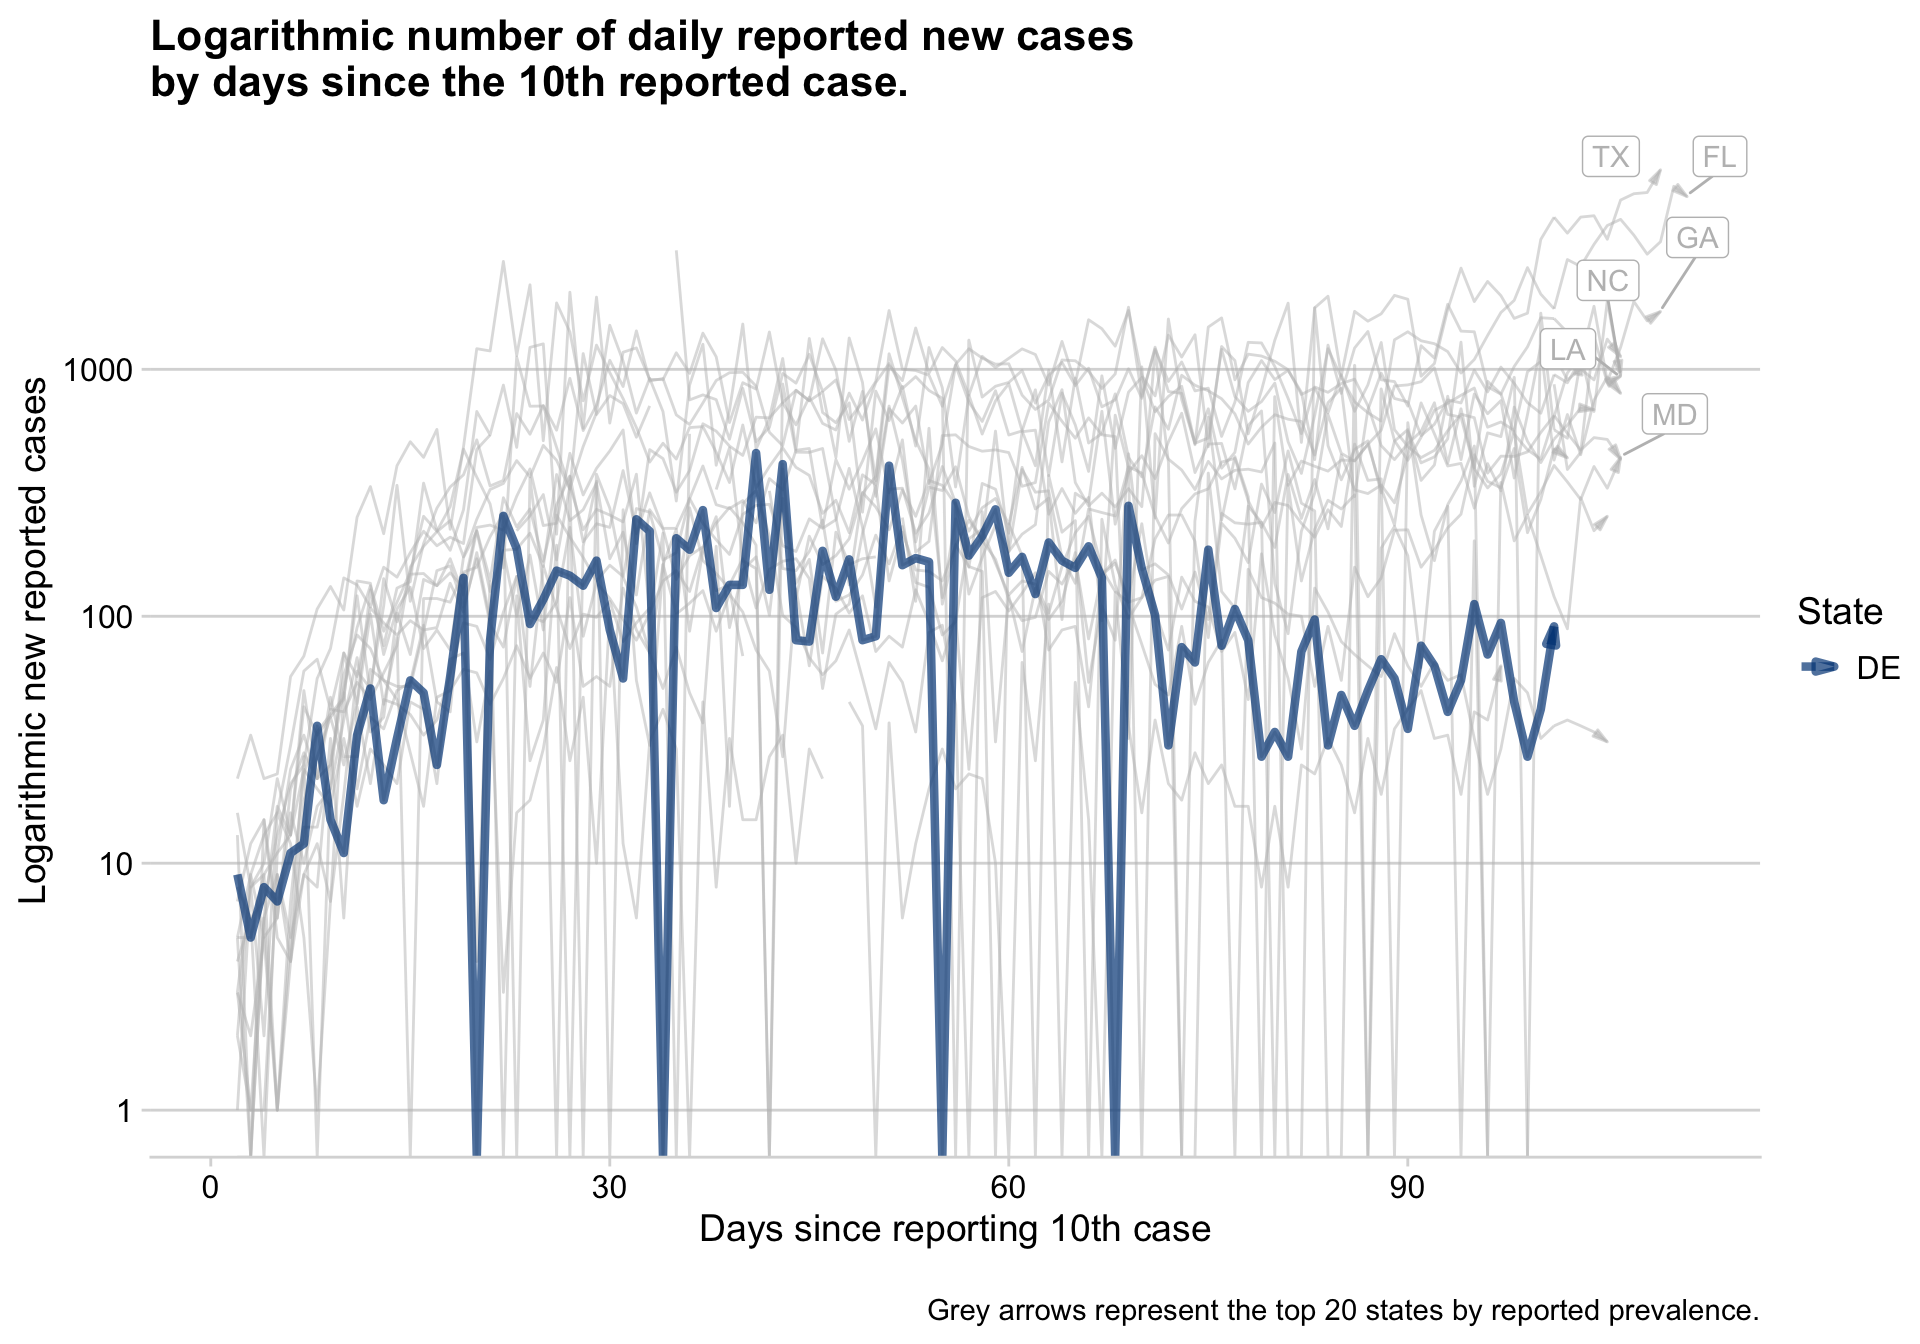 Logarithmic number of daily reported new cases
by days since the 10th reported case.
TX
FL
GA
NC
LA
MD
Logarithmic new reported cases
1000
100
10
1
0
30
60
90
Days since reporting 10th case
State
DE
Grey arrows represent the top 20 states by reported prevalence.